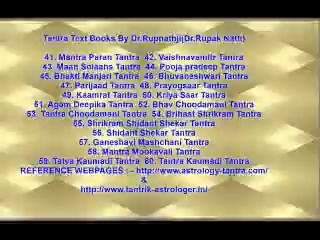 Tantra Text Books By Dr.Rupnathji(Dr.Rupak Nath)
41. Mantra Paran Tantra 42. Vaishnavamitr Tantra
43. Maan Solaans Tantra 44. Pooja pradeep Tantra
45. Bhakti Manjari Tantra 46. Bhuvaneshwari Tantra
47. Parijaad Tantra 48. Prayogsaar Tantra
49. Kaamrat Tantra 50. Kriya Saar Tantra
51. Agam Deepika Tantra 52. Bhav Choodamani Tantra
53. Tantra Choodamani Tantra 54. Brihast Shrikram Tantra
55. Shrikram Shidant Shekar Tantra
56. Shidant Shekar Tantra
57. Ganeshavi Mashchani Tantra
58. Mantra Mookavali Tantra
59. Tatva Kaumadi Tantra 60. Tantra Kaumadi Tantra
REFERENCE WEBPAGES :- http://www.astrology-tantra.com/
&
http://www.tantrik-astrologer.in/